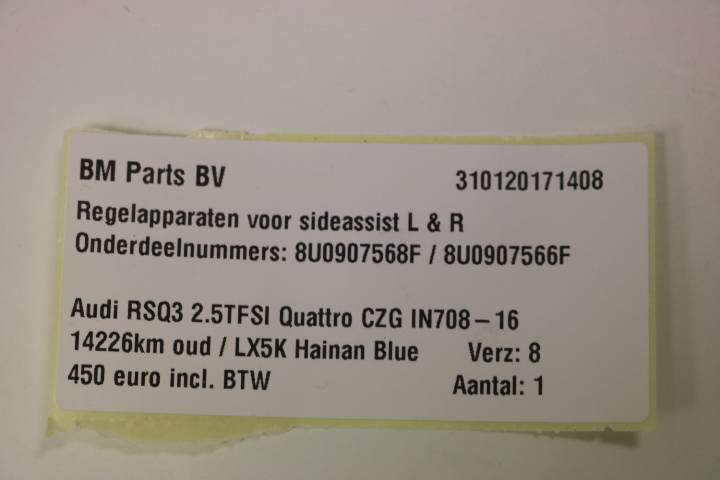 BM Parts BV 310120171408
Regelapparaten voor sideassist L & R
Onderdeelnummers: 8U0907568F / 8U0907566F
Audi RSQ3 2.5TFSI Quattro CZG IN708 – 16
14226km oud / LX5K Hainan Blue Verz: 8
450 euro incl. BTW Aantal: 1